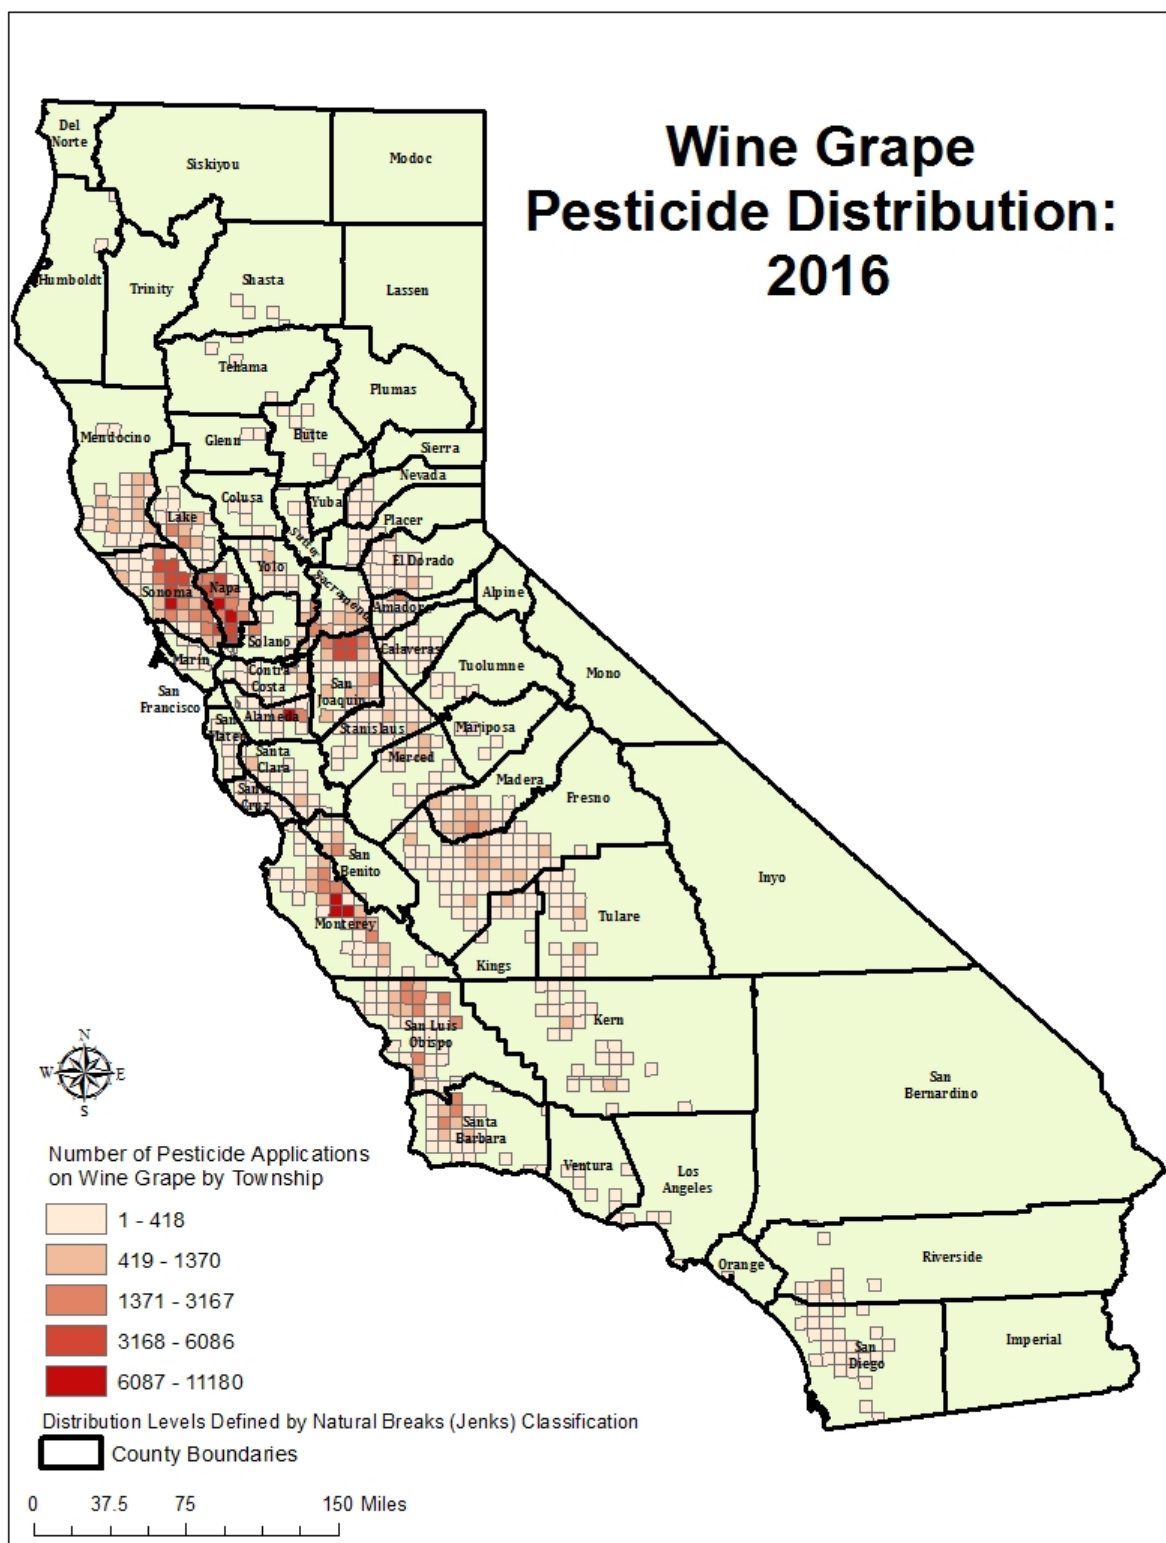 Wine Grape
Pesticide Distribution:
2016
Del
Norte
Siskiyou
Modoc
Humboldt
Trinity
Shasta
Lassen
Tehama
Plumas
Mendocino
Glenn
Butte
Sierra
Nevada
Colusa
Yuba
Lake
Placer
Sutter
Yolo
El Dorado
Sonoma
Napa
Sacramento
Amador
Alpine
Solano
Calaveras
Marin
Tuolumne
Mono
Contra
Costa
San
Joaquin
San
Francisco
San
Mateo
Alameda
Stanislaus
Mariposa
Santa
Clara
Merced
Madera
Santa
Cruz
Fresno
San
Benito
Inyo
Monterey
Tulare
Kings
San Luis
Obispo
Kern
San
Bernardino
Santa
Barbara
Ventura
Los
Angeles
Orange
Riverside
San
Diego
Imperial
N
W E
S
Number of Pesticide Applications
on Wine Grape by Township
1 - 418
419 - 1370
1371 - 3167
3168 - 6086
6087 - 11180
Distribution Levels Defined by Natural Breaks (Jenks) Classification
County Boundaries
0 37.5 75 150 Miles